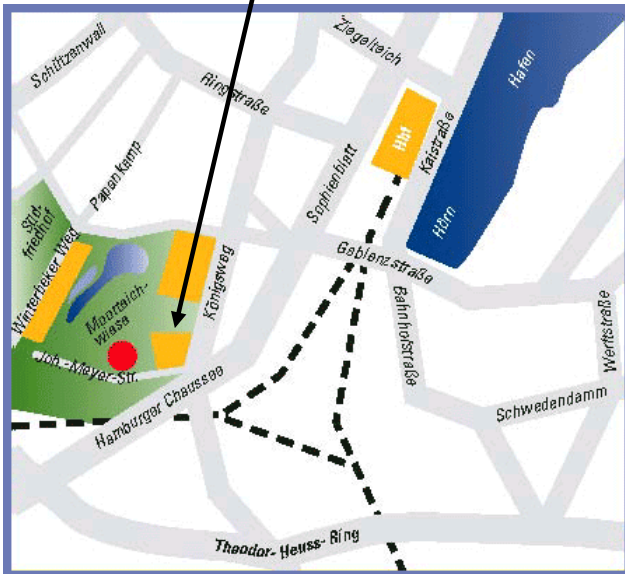 Ziegelteich
Schützenwall
Ringstraße
Hafen
Hbf
Kaistraße
Sophienblatt
Papenkamp
Süd-
friedhof
Hörn
Winterbeker Weg
Königsweg
Gablenzstraße
Moorteich-
wiese
Bahnhofstraße
Werftstraße
Joh.-Meyer-Str.
Hamburger Chaussee
Schwedendamm
Theodor-Heuss-Ring